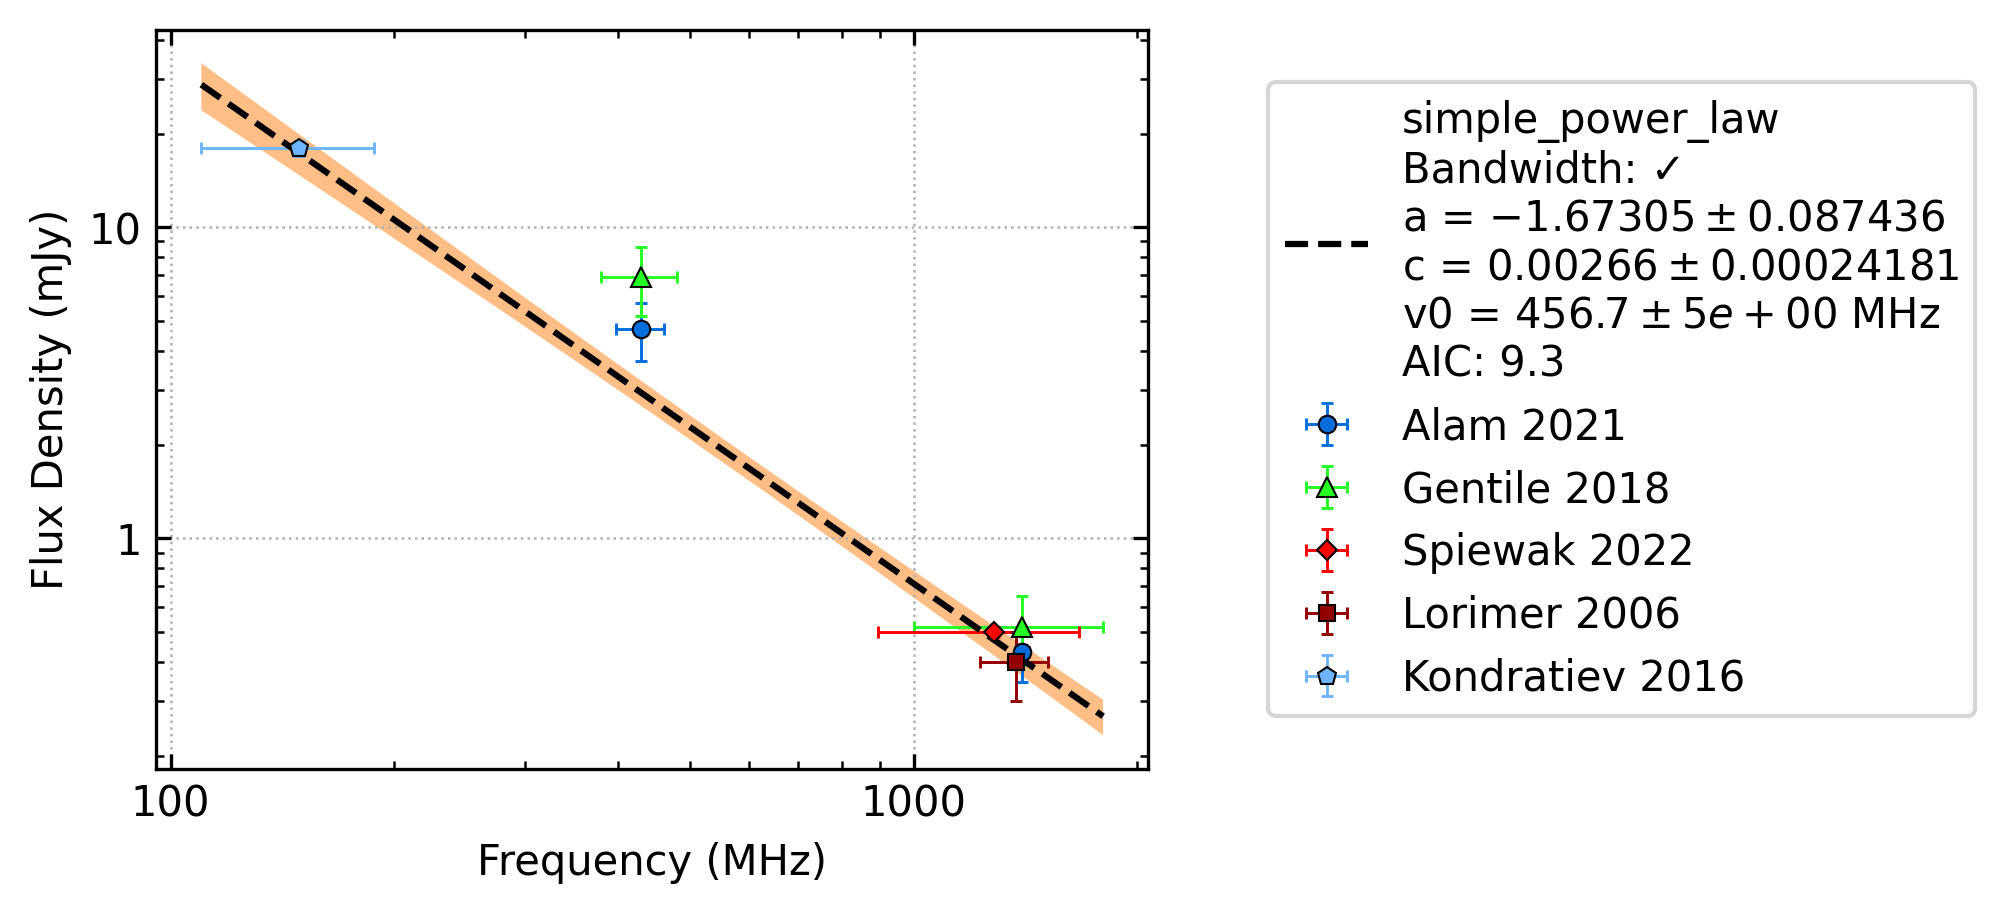 10
1
100
1000
Flux Density (mJy)
Frequency (MHz)
simple_power_law
Bandwidth: ✓
a = −1.67305 ± 0.087436
c = 0.00266 ± 0.00024181
v0 = 456.7 ± 5e + 00 MHz
AIC: 9.3
Alam 2021
Gentile 2018
Spiewak 2022
Lorimer 2006
Kondratiev 2016